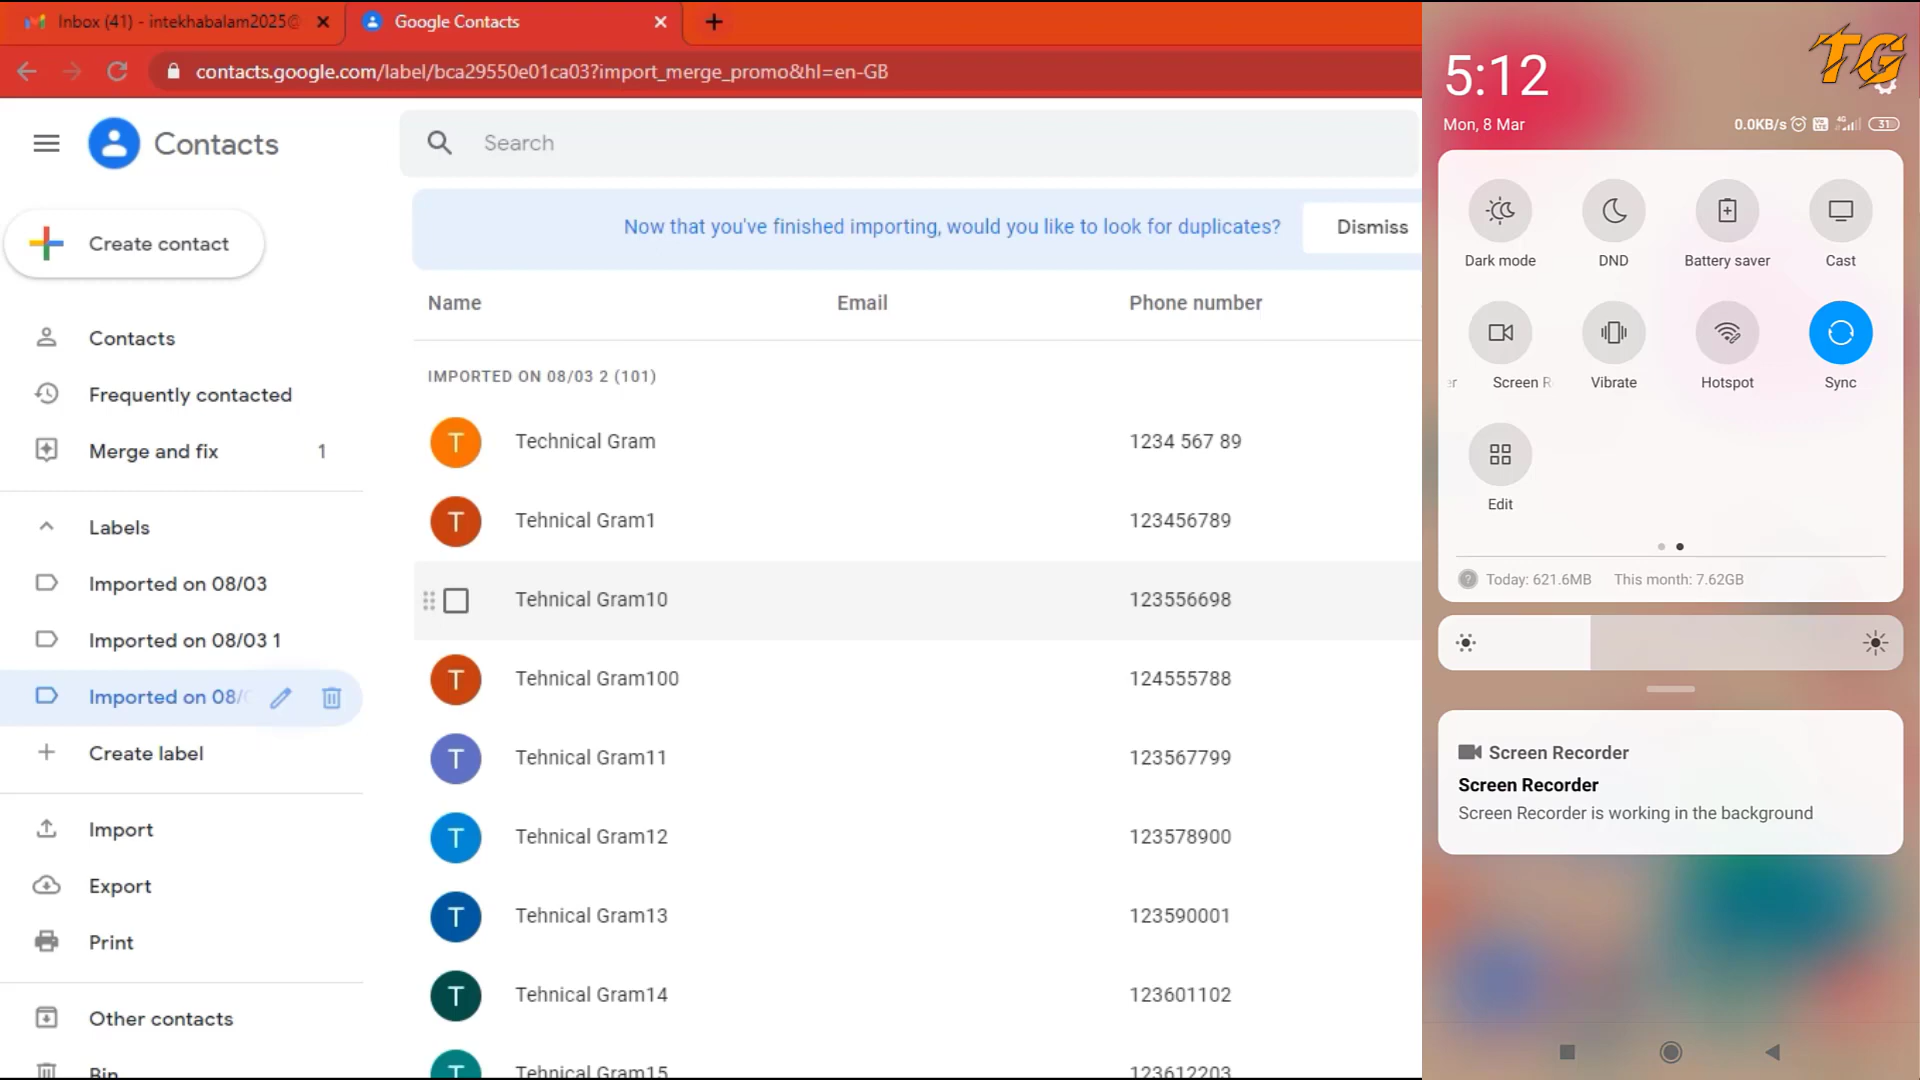 Inbox (41) - intekhabalam2025@
Google Contacts
contacts.google.com/label/bca29550e01ca03?import_merge_promo&hl=en-GB
Contacts
Search
Create contact
Now that you've finished importing, would you like to look for duplicates?
Dismiss
Name Email Phone number
Contacts
Frequently contacted
Merge and fix 1
Labels
Imported on 08/03
Imported on 08/03 1
Imported on 08/0
Create label
Import
Export
Print
Other contacts
Bin
IMPORTED ON 08/03 2 (101)
T Technical Gram 1234 567 89
T Tehnical Gram1 123456789
Tehnical Gram10 123556698
T Tehnical Gram100 124555788
T Tehnical Gram11 123567799
T Tehnical Gram12 123578900
T Tehnical Gram13 123590001
T Tehnical Gram14 123601102
T Tehnical Gram15 123612203
TG
5:12
Mon, 8 Mar
0.0KB/s 4G 31
Dark mode DND Battery saver Cast
er Screen R Vibrate Hotspot Sync
Edit
? Today: 621.6MB This month: 7.62GB
Screen Recorder
Screen Recorder
Screen Recorder is working in the background